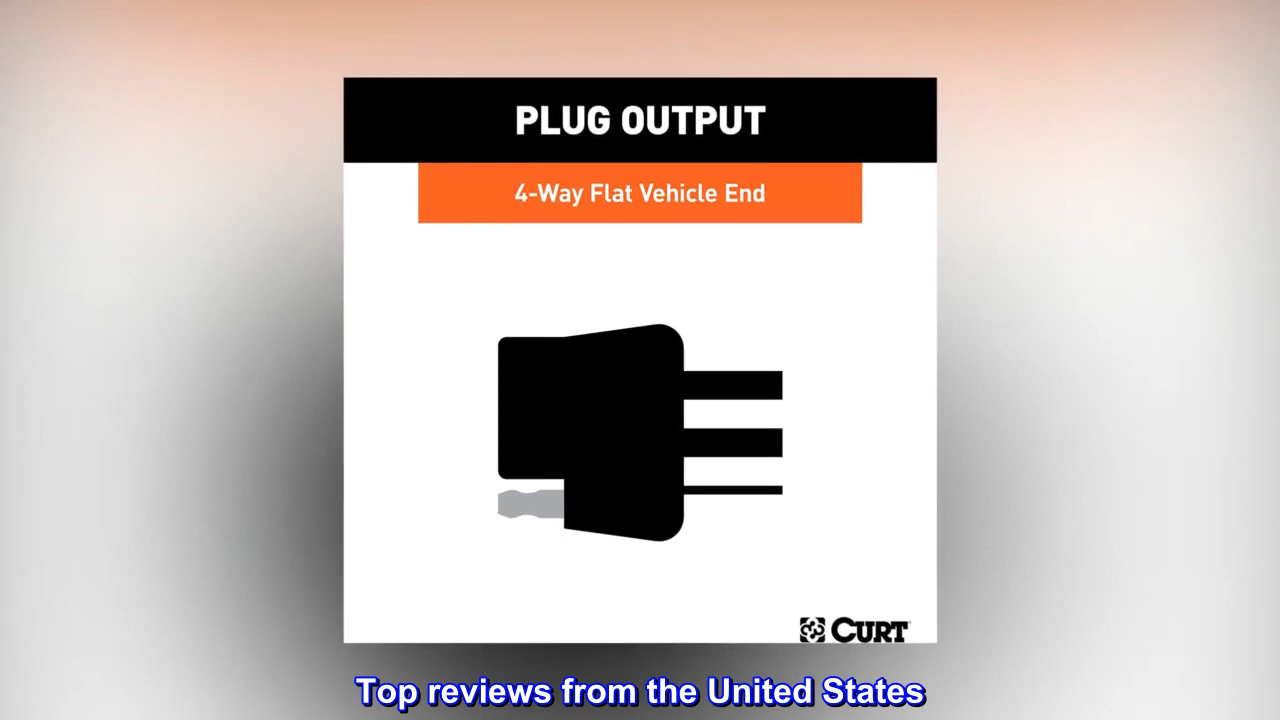 PLUG OUTPUT
4-Way Flat Vehicle End
CURT
Top reviews from the United States